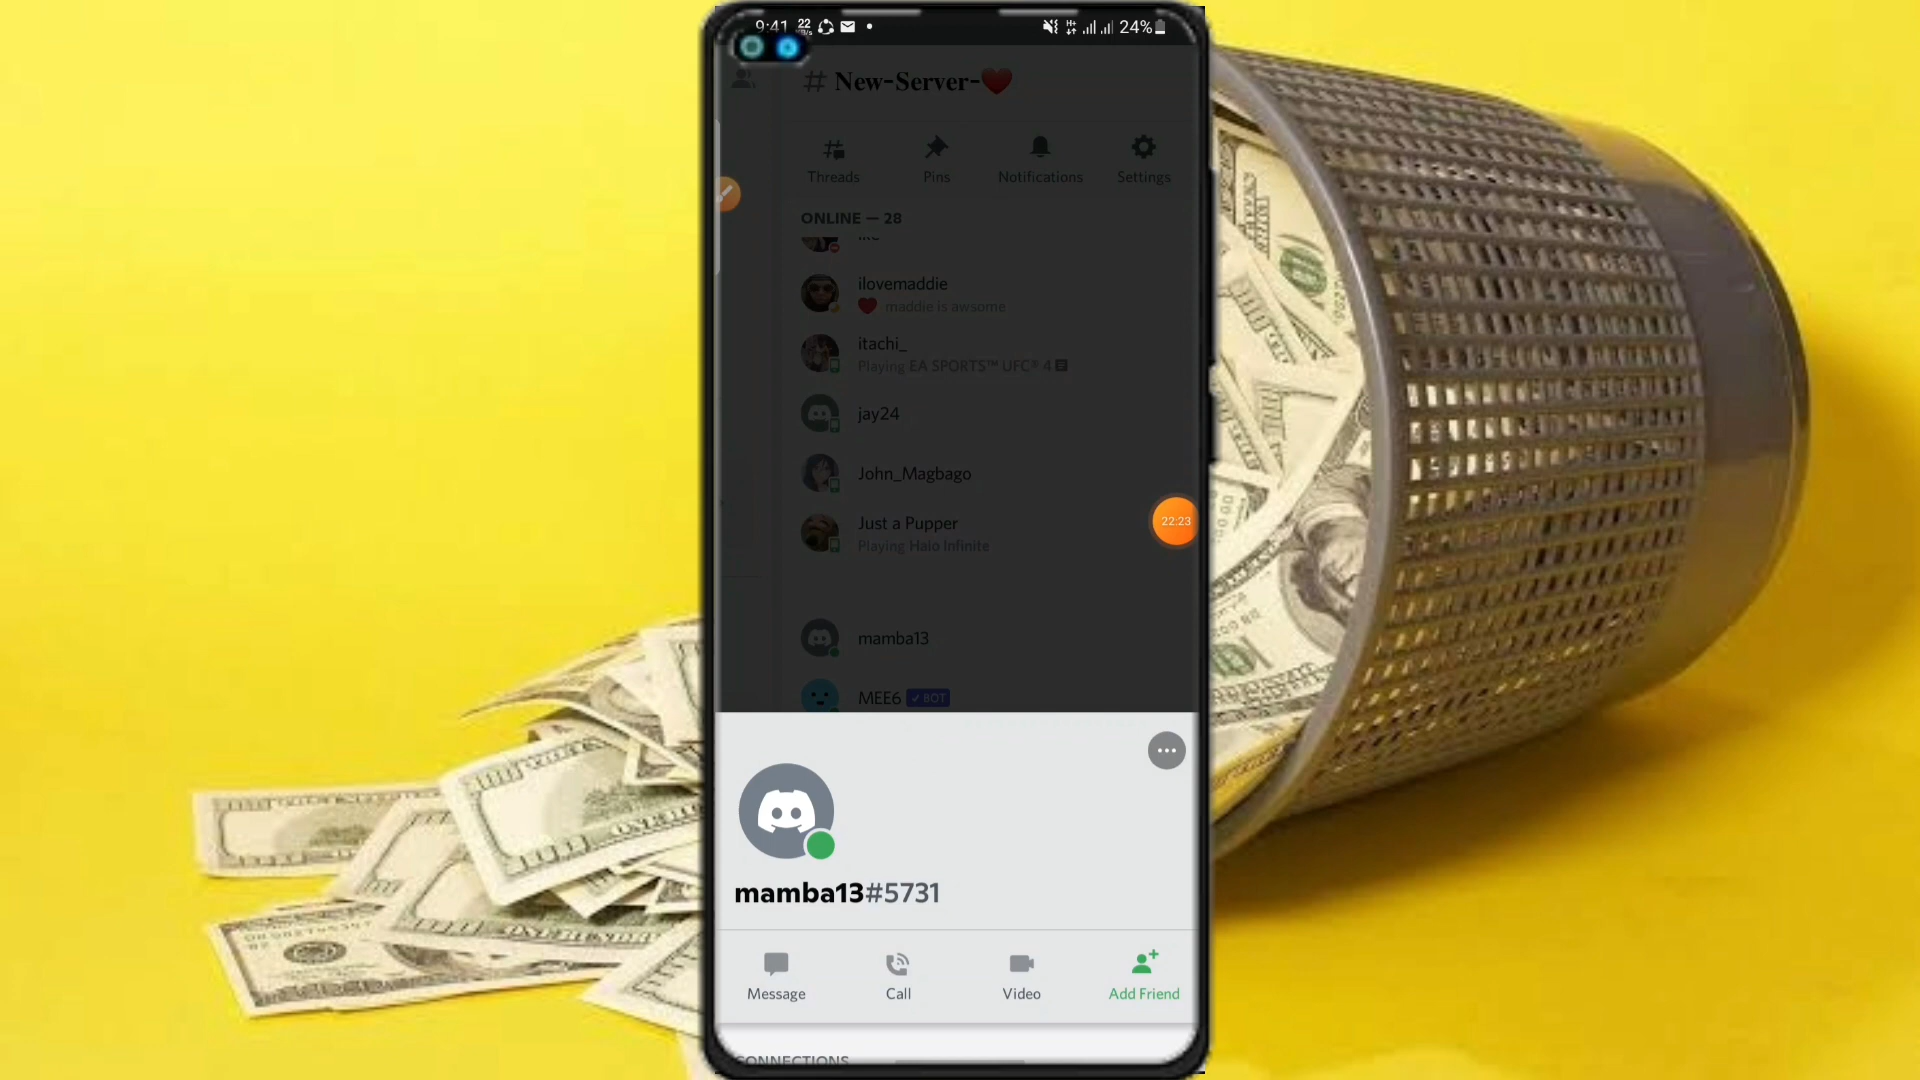 9:41 22 24%
# New-Server-❤️
Threads Pins Notifications Settings
ONLINE — 28
ilovemaddie
❤️ maddie is awsome
itachi_
Playing EA SPORTS™ UFC® 4
jay24
John_Magbago
Just a Pupper
Playing Halo Infinite
22:23
mamba13
MEE6 ✓ BOT
mamba13#5731
Message Call Video Add Friend
CONNECTIONS